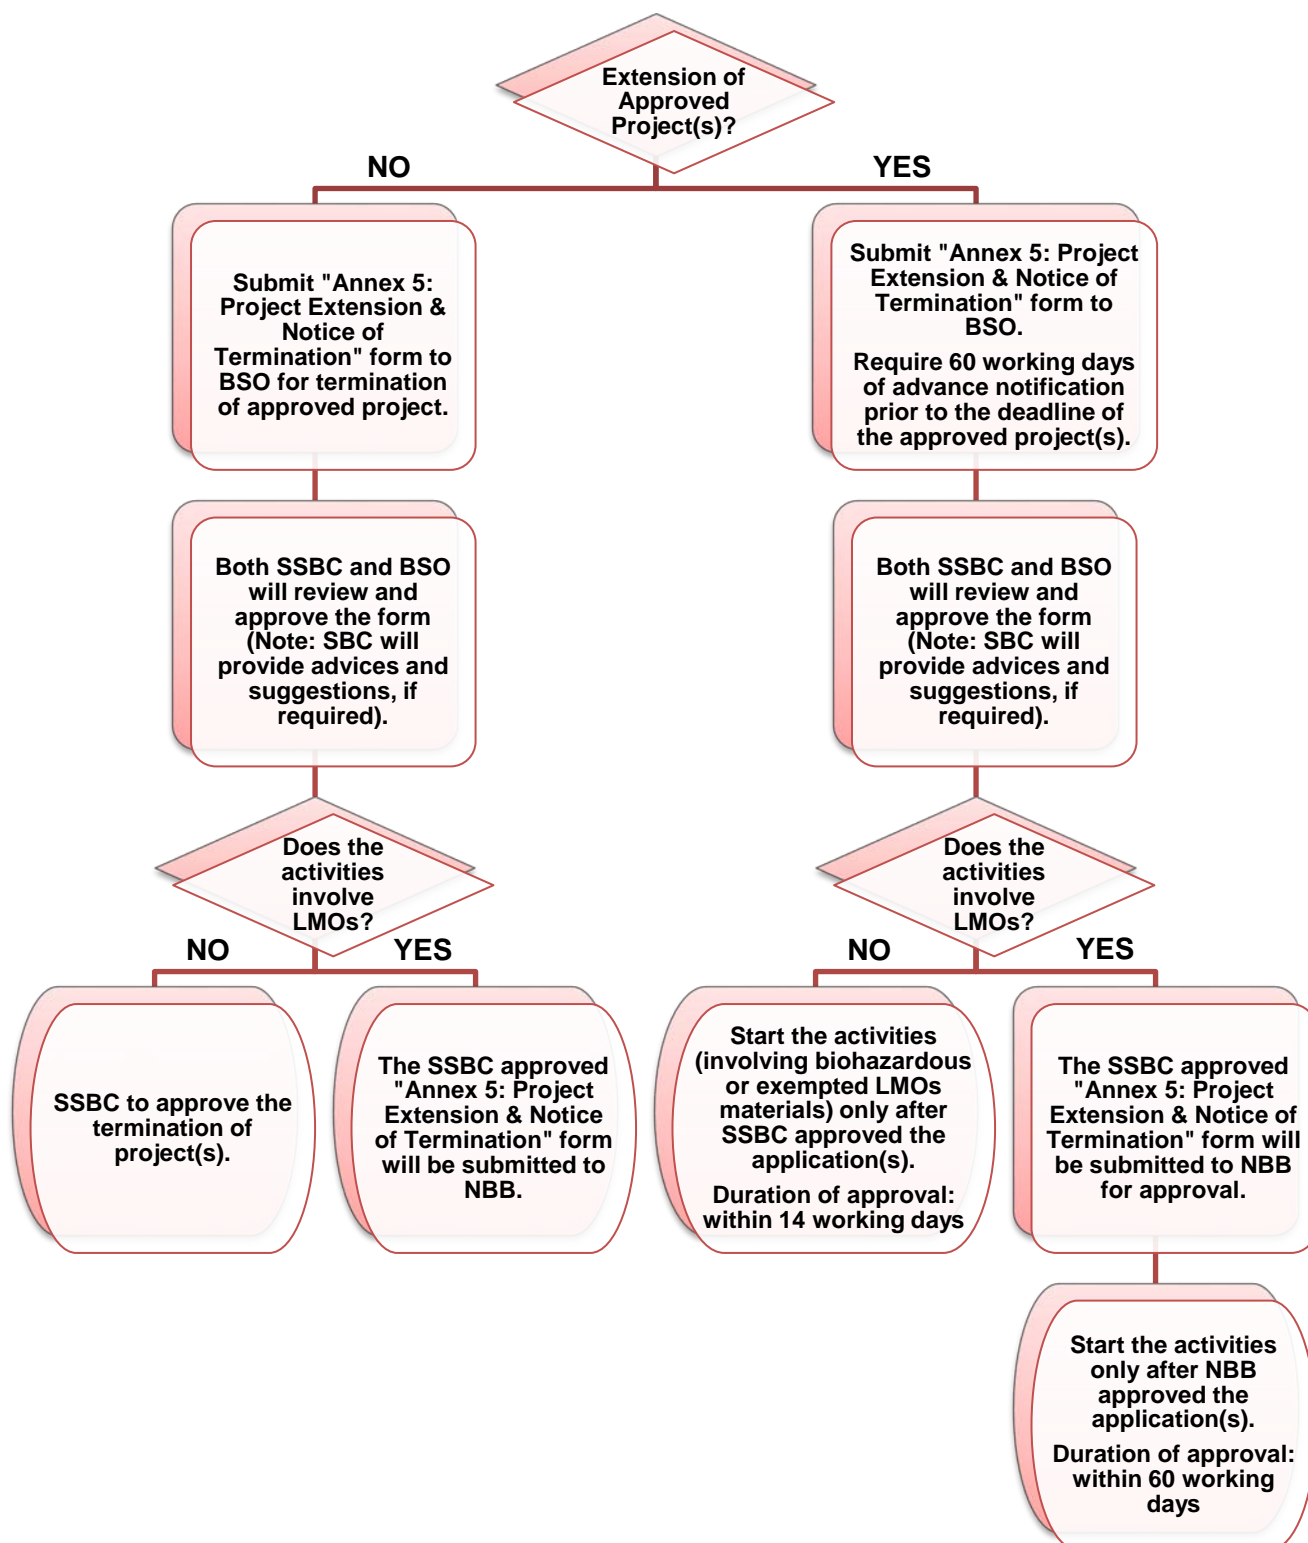 Extension of
Approved
Project(s)?
NO
YES
Submit "Annex 5:
Project Extension &
Notice of
Termination" form to
BSO for termination
of approved project.
Submit "Annex 5: Project
Extension & Notice of
Termination" form to
BSO.
Require 60 working days
of advance notification
prior to the deadline of
the approved project(s).
Both SSBC and BSO
will review and
approve the form
(Note: SBC will
provide advices and
suggestions, if
required).
Both SSBC and BSO
will review and
approve the form
(Note: SBC will
provide advices and
suggestions, if
required).
Does the
activities
involve
LMOs?
Does the
activities
involve
LMOs?
NO
YES
NO
YES
SSBC to approve the
termination of
project(s).
The SSBC approved
"Annex 5: Project
Extension & Notice
of Termination" form
will be submitted to
NBB.
Start the activities
(involving biohazardous
or exempted LMOs
materials) only after
SSBC approved the
application(s).
Duration of approval:
within 14 working days
The SSBC approved
"Annex 5: Project
Extension & Notice of
Termination" form will
be submitted to NBB
for approval.
Start the activities
only after NBB
approved the
application(s).
Duration of approval:
within 60 working
days